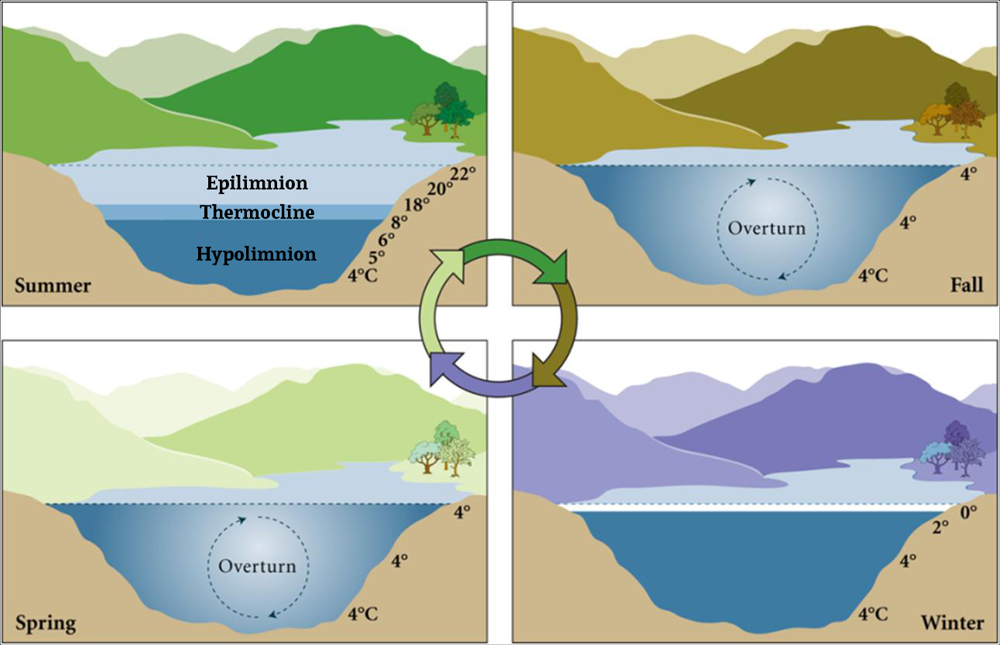 Epilimnion
Thermocline
Hypolimnion
22°
20°
18°
8°
6°
5°
4°C
Summer
Overturn
4°
4°
4°C
Fall
Overturn
4°
4°
4°C
Spring
0°
2°
4°
4°C
Winter